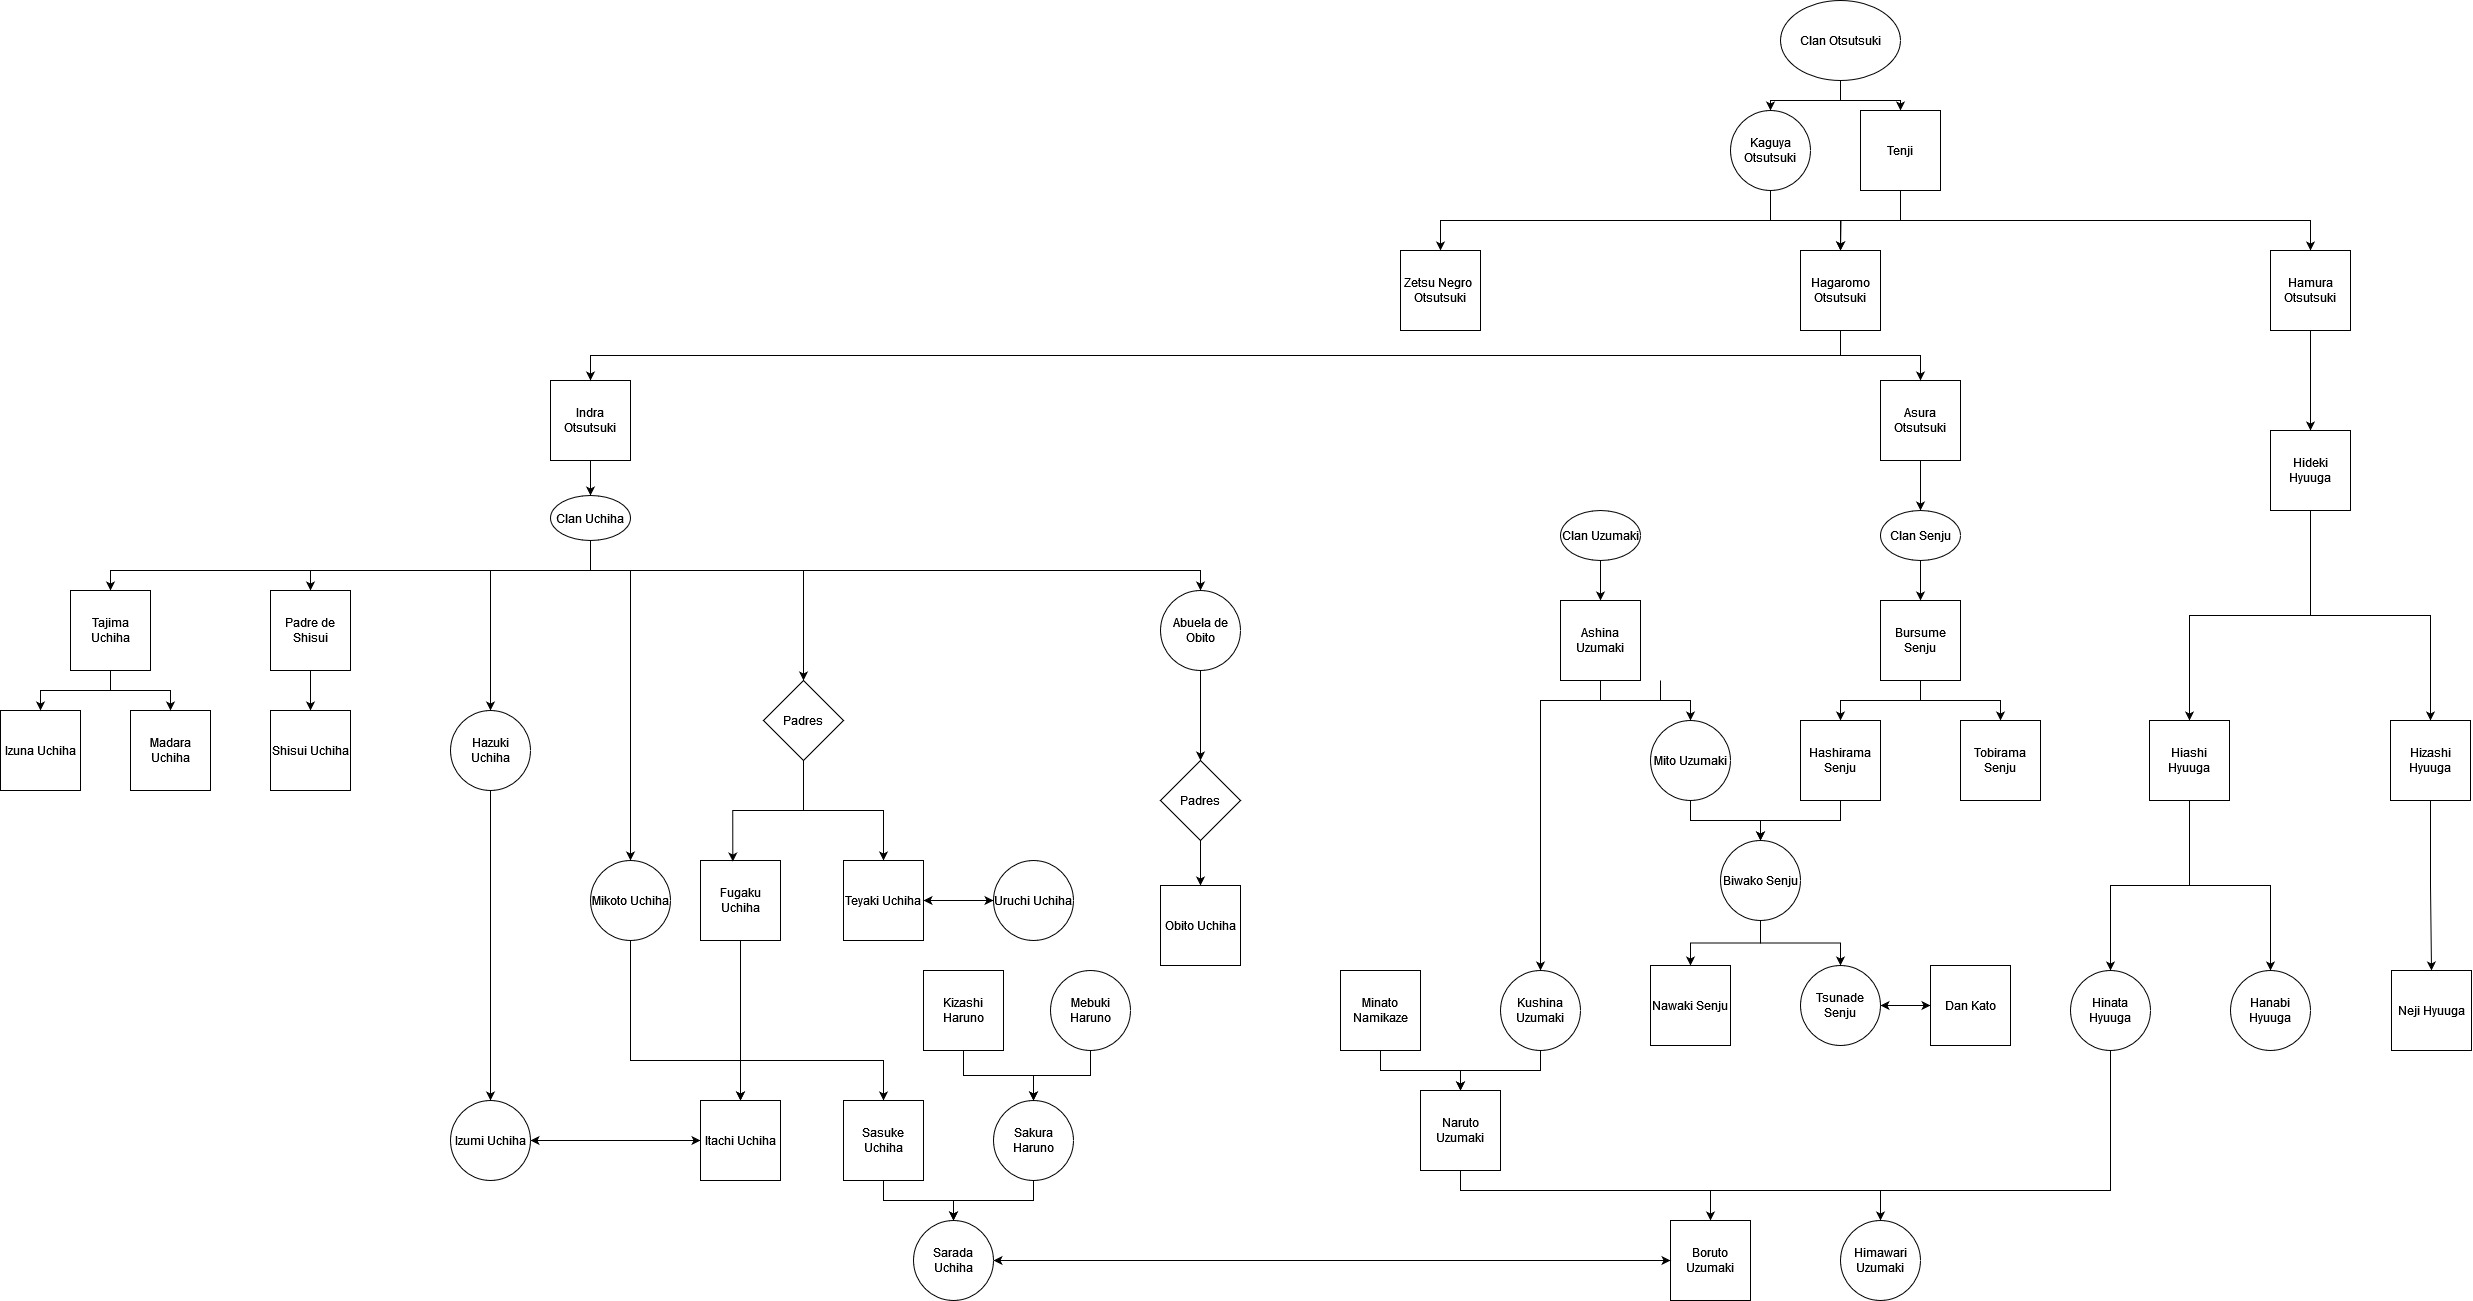 Clan Otsutsuki
Kaguya
Otsutsuki
Tenji
Zetsu Negro
Otsutsuki
Hagaromo
Otsutsuki
Hamura
Otsutsuki
Indra
Otsutsuki
Asura
Otsutsuki
Hideki
Hyuuga
Clan Uchiha
Clan Uzumaki
Clan Senju
Tajima
Uchiha
Padre de
Shisui
Abuela de
Obito
Ashina
Uzumaki
Bursume
Senju
Padres
Izuna Uchiha
Madara
Uchiha
Shisui Uchiha
Hazuki
Uchiha
Mito Uzumaki
Hashirama
Senju
Tobirama
Senju
Hiashi
Hyuuga
Hizashi
Hyuuga
Padres
Mikoto Uchiha
Fugaku
Uchiha
Teyaki Uchiha
Uruchi Uchiha
Obito Uchiha
Biwako Senju
Kizashi
Haruno
Mebuki
Haruno
Minato
Namikaze
Kushina
Uzumaki
Nawaki Senju
Tsunade
Senju
Dan Kato
Hinata
Hyuuga
Hanabi
Hyuuga
Neji Hyuuga
Izumi Uchiha
Itachi Uchiha
Sasuke
Uchiha
Sakura
Haruno
Naruto
Uzumaki
Sarada
Uchiha
Boruto
Uzumaki
Himawari
Uzumaki